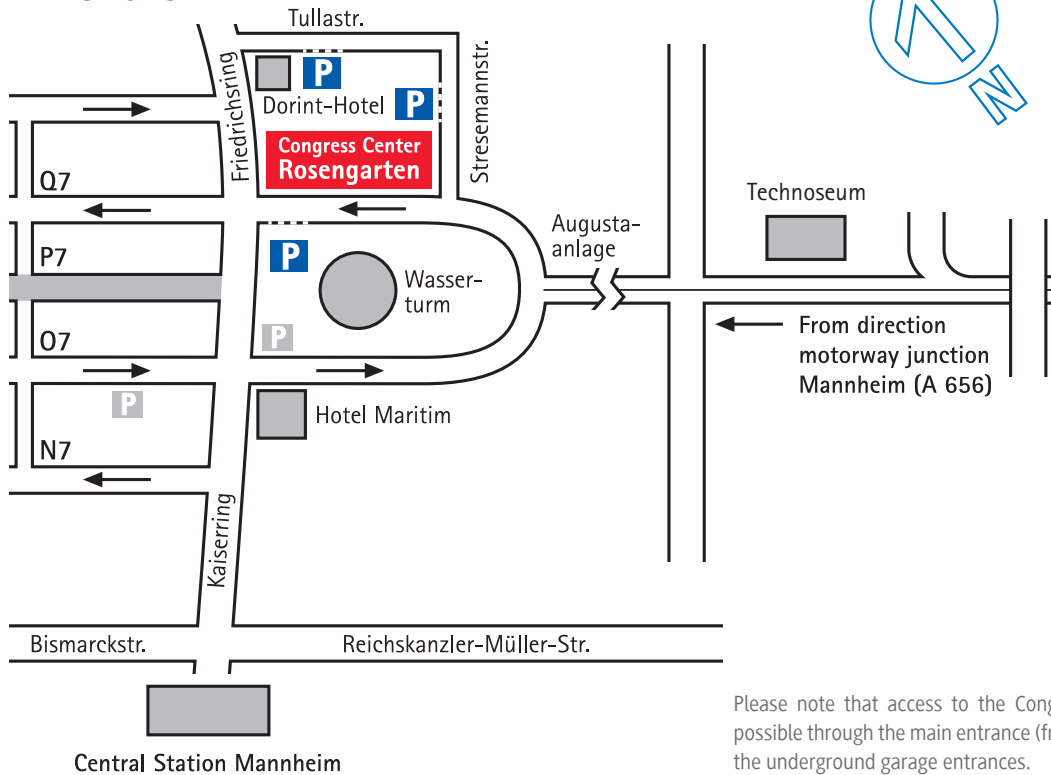 Tullastr.
N
Friedrichsring
P
Dorint-Hotel
P
Stresemannstr.
Congress Center
Rosengarten
Q7
Technoseum
Augusta-
anlage
P7
P
Wasser-
turm
O7
P
From direction
motorway junction
Mannheim (A 656)
P
Hotel Maritim
N7
Kaiserring
Bismarckstr.
Reichskanzler-Müller-Str.
Central Station Mannheim
Please note that access to the Cong
possible through the main entrance (fr
the underground garage entrances.